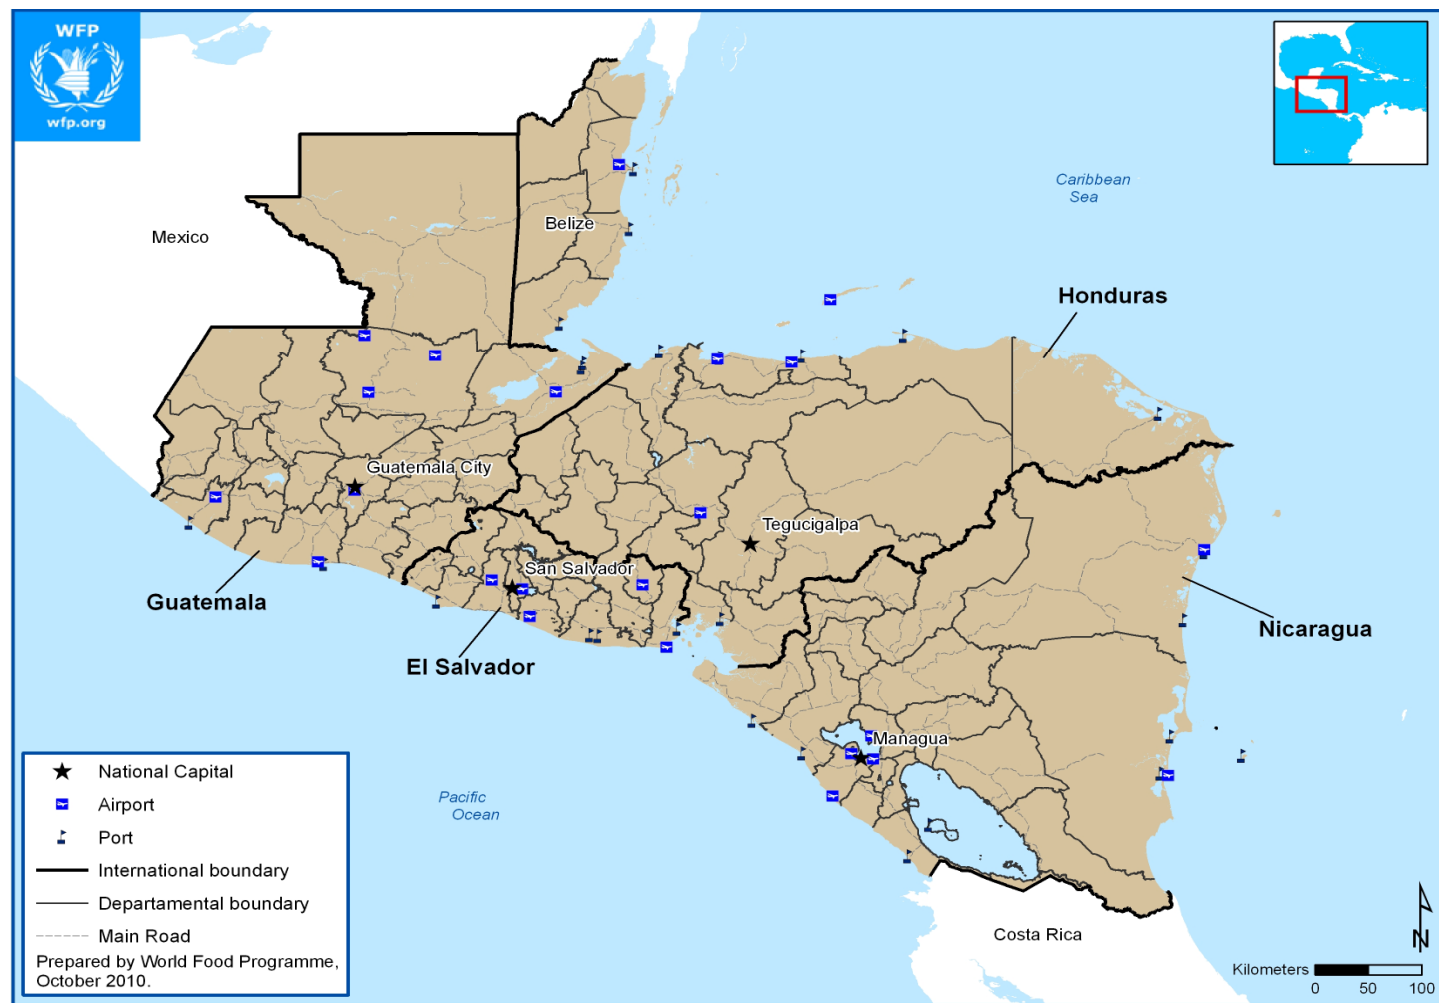 WFP
wfp.org
Caribbean
Sea
Mexico
Belize
Honduras
Guatemala City
Tegucigalpa
San Salvador
Guatemala
Nicaragua
El Salvador
Managua
Pacific
Ocean
National Capital
Airport
Port
International boundary
Departamental boundary
Main Road
Prepared by World Food Programme,
October 2010.
Costa Rica
N
Kilometers
0 50 100